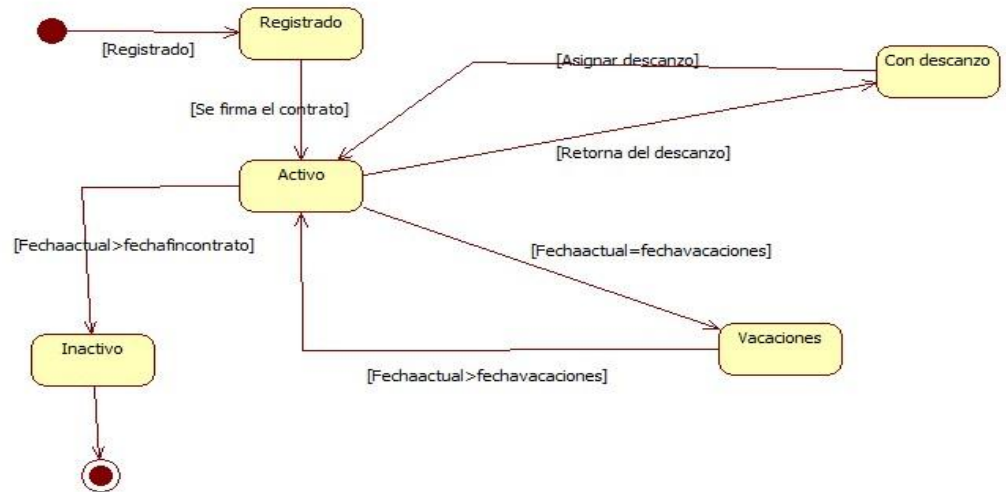 Registrado
[Registrado]
[Asignar descanzo]
Con descanzo
[Se firma el contrato]
[Retorna del descanzo]
Activo
[Fechaactual>fechafincontrato]
[Fechaactual=fechavacaciones]
Inactivo
Vacaciones
[Fechaactual>fechavacaciones]